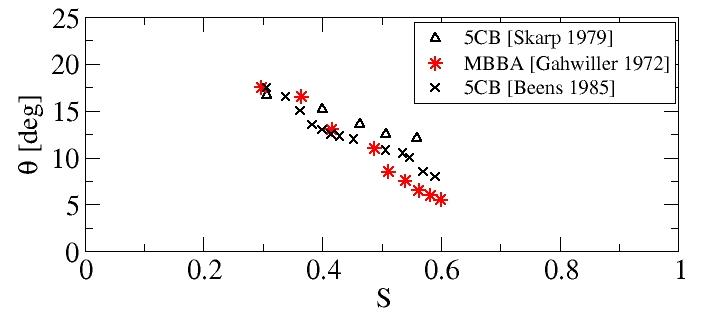 25
20
15
10
5
0
θ [deg]
5CB [Skarp 1979]
MBBA [Gahwiller 1972]
5CB [Beens 1985]
0 0.2 0.4 0.6 0.8 1
S